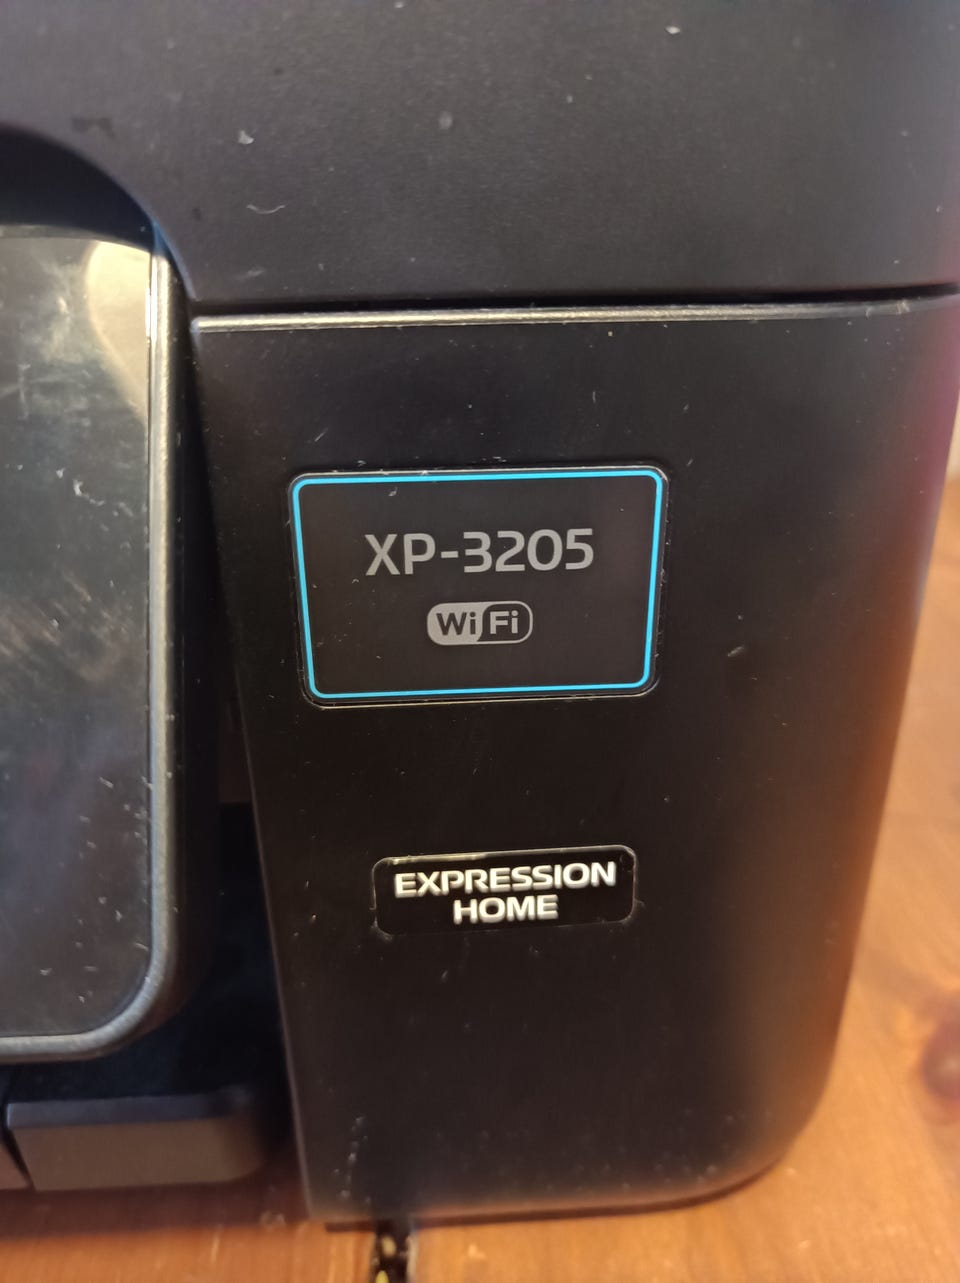 XP-3205
WiFi
EXPRESSION
HOME